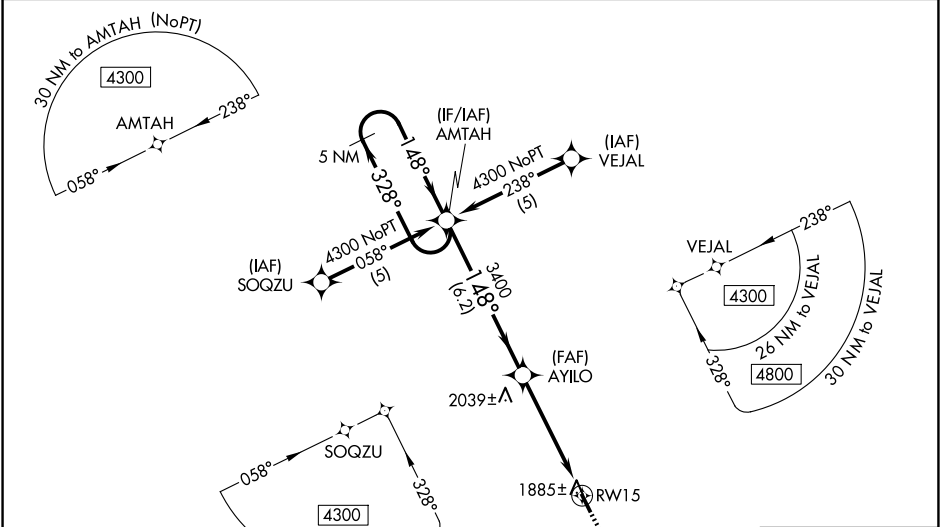 30 NM to AMTAH (NoPT)
4300
AMTAH
238°
058°
(IF/IAF)
AMTAH
(IAF)
VEJAL
5 NM
148°
328°
4300 NoPT
238°
(5)
4300 NoPT
058°
(5)
(IAF)
SOQZU
3400
148°
(6.2)
238°
VEJAL
4300
26 NM to VEJAL
4800
30 NM to VEJAL
328°
(FAF)
AYILO
2039±
SOQZU
058°
328°
4300
1885±
RW15